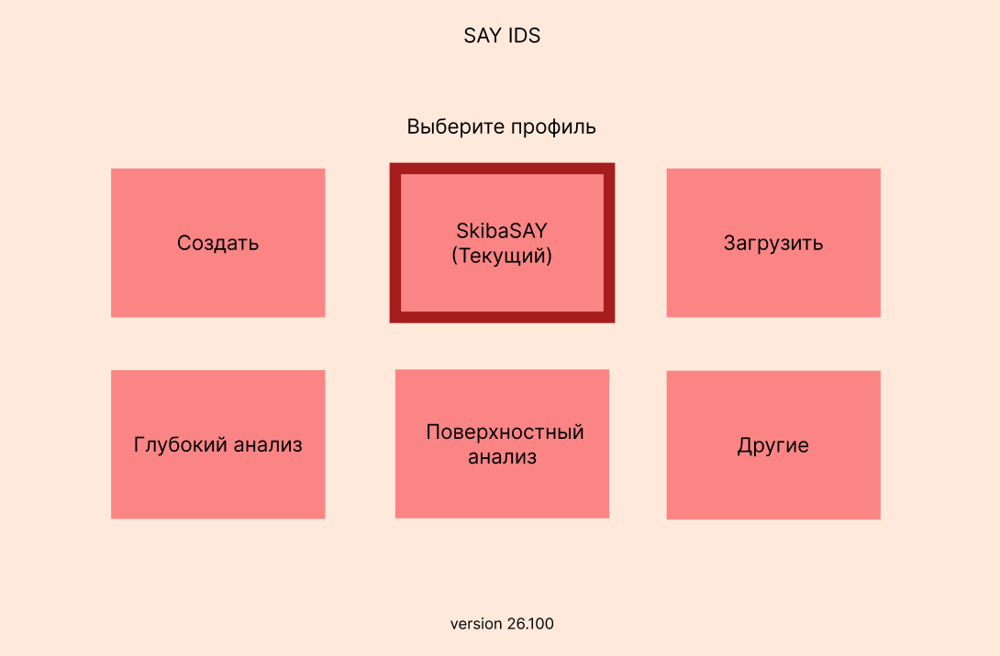 SAY IDS
Выберите профиль
Создать
SkibaSAY
(Текущий)
Загрузить
Глубокий анализ
Поверхностный
анализ
Другие
version 26.100